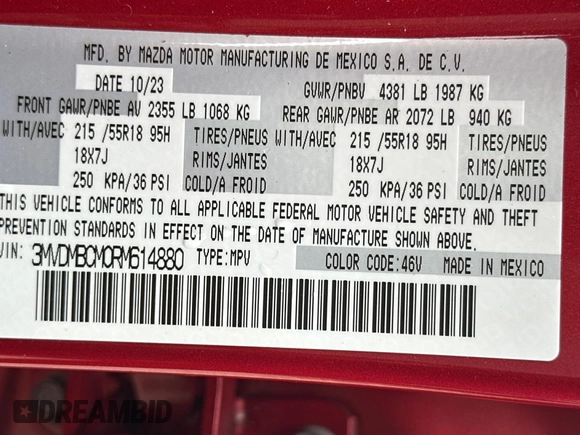 MFD. BY MAZDA MOTOR MANUFACTURING DE MEXICO S.A. DE C.V.
DATE 10/23 GVWR/PNBV 4381 LB 1987 KG
FRONT GAWR/PNBE AV 2355 LB 1068 KG REAR GAWR/PNBE AR 2072 LB 940 KG
WITH/AVEC 215 /55R18 95H TIRES/PNEUS WITH/AVEC 215 /55R18 95H TIRES/PNEUS
18X7J RIMS/JANTES 18X7J RIMS/JANTES
250 KPA/36 PSI COLD/A FROID 250 KPA/36 PSI COLD/A FROID
THIS VEHICLE CONFORMS TO ALL APPLICABLE FEDERAL MOTOR VEHICLE SAFETY AND THEFT
PREVENTION STANDARDS IN EFFECT ON THE DATE OF MANUFACTURE SHOWN ABOVE.
VIN: 3MVDMBCM0RM614880 TYPE:MPV COLOR CODE:46V MADE IN MEXICO
DREAMBID